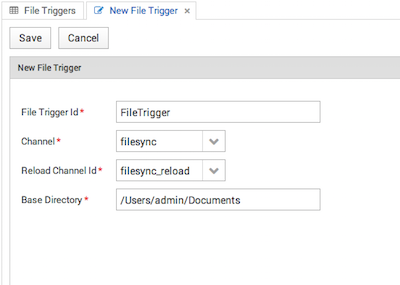 File Triggers New File Trigger ×
Save Cancel
New File Trigger
File Trigger Id * FileTrigger
Channel * filesync
Reload Channel Id * filesync_reload
Base Directory * /Users/admin/Documents